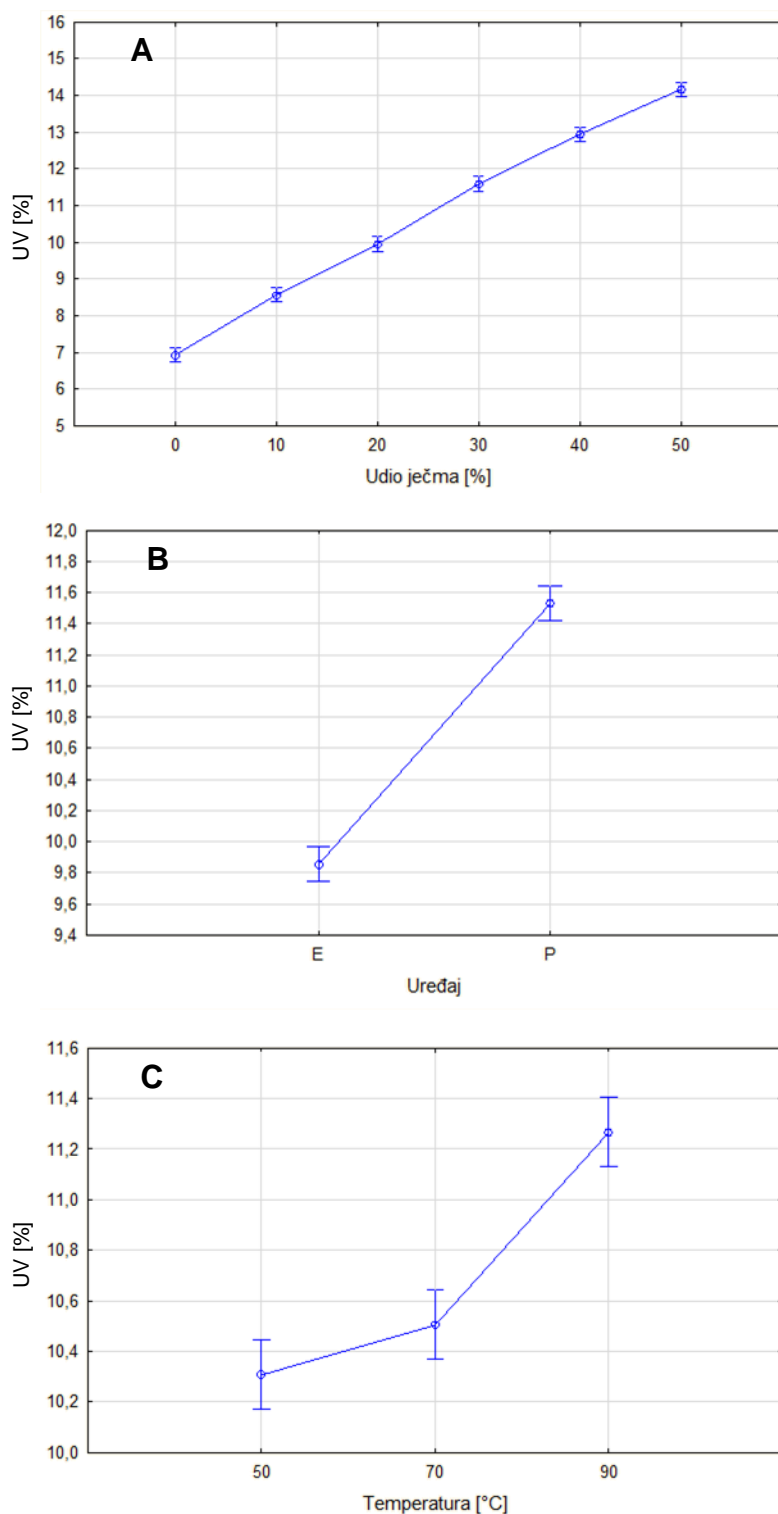 A
16
15
14
13
12
11
10
9
8
7
6
5
UV [%]
0 10 20 30 40 50
Udio ječma [%]
B
12,0
11,8
11,6
11,4
11,2
11,0
10,8
10,6
10,4
10,2
10,0
9,8
9,6
9,4
UV [%]
E P
Uređaj
C
11,6
11,4
11,2
11,0
10,8
10,6
10,4
10,2
10,0
UV [%]
50 70 90
Temperatura [°C]